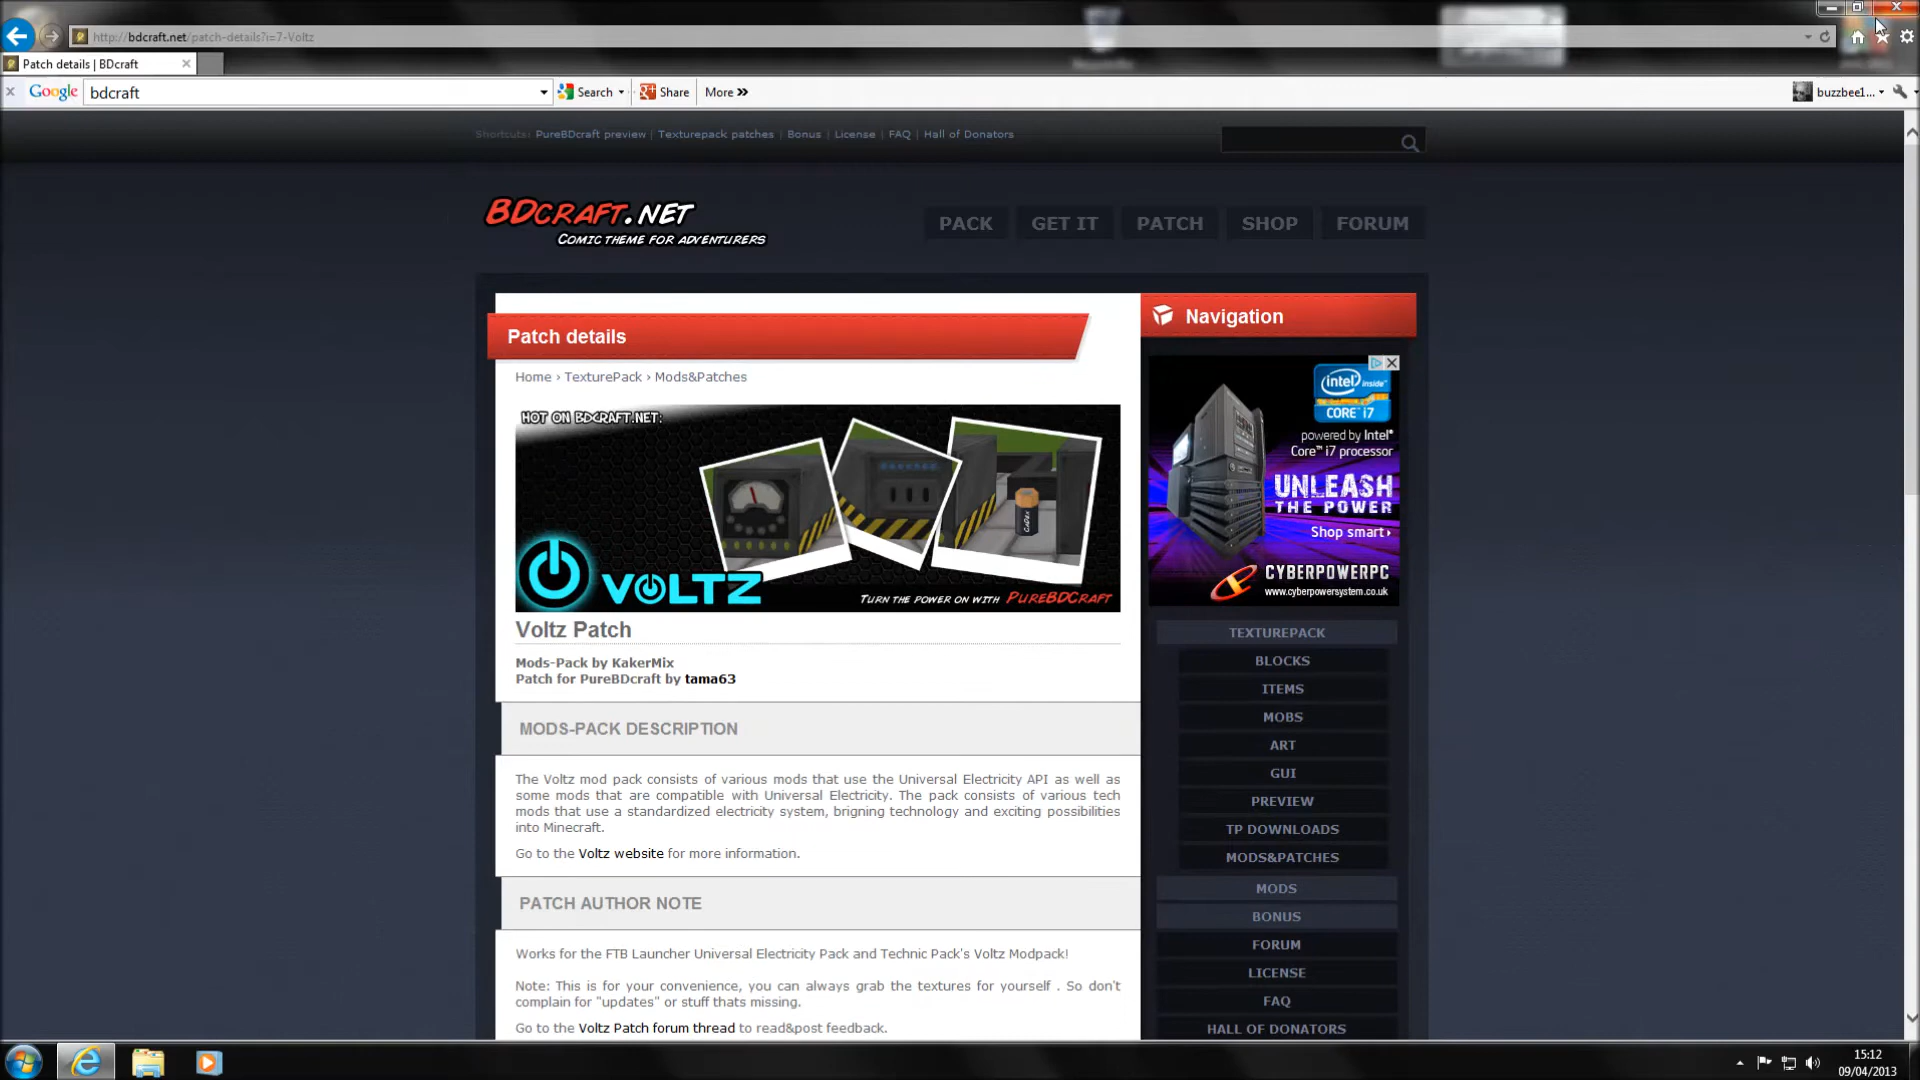 http://bdcraft.net/patch-details?i=7-Voltz
Patch details | BDcraft
Google bdcraft Search Share More »
buzzbee1...
Shortcuts: PureBDcraft preview | Texturepack patches | Bonus | License | FAQ | Hall of Donators
BDCRAFT.NET
COMIC THEME FOR ADVENTURERS
PACK GET IT PATCH SHOP FORUM
Patch details
Home › TexturePack › Mods&Patches
HOT ON BDCRAFT.NET:
VOLTZ
TURN THE POWER ON WITH PUREBDCRAFT
Voltz Patch
Mods-Pack by KakerMix
Patch for PureBDcraft by tama63
MODS-PACK DESCRIPTION
The Voltz mod pack consists of various mods that use the Universal Electricity API as well as
some mods that are compatible with Universal Electricity. The pack consists of various tech
mods that use a standardized electricity system, brigning technology and exciting possibilities
into Minecraft.
Go to the Voltz website for more information.
PATCH AUTHOR NOTE
Works for the FTB Launcher Universal Electricity Pack and Technic Pack's Voltz Modpack!
Note: This is for your convenience, you can always grab the textures for yourself . So don't
complain for "updates" or stuff thats missing.
Go to the Voltz Patch forum thread to read&post feedback.
Navigation
intel inside
CORE i7
powered by Intel®
Core™ i7 processor
UNLEASH
THE POWER
Shop smart ›
CYBERPOWERPC
www.cyberpowersystem.co.uk
TEXTUREPACK
BLOCKS
ITEMS
MOBS
ART
GUI
PREVIEW
TP DOWNLOADS
MODS&PATCHES
MODS
BONUS
FORUM
LICENSE
FAQ
HALL OF DONATORS
15:12
09/04/2013